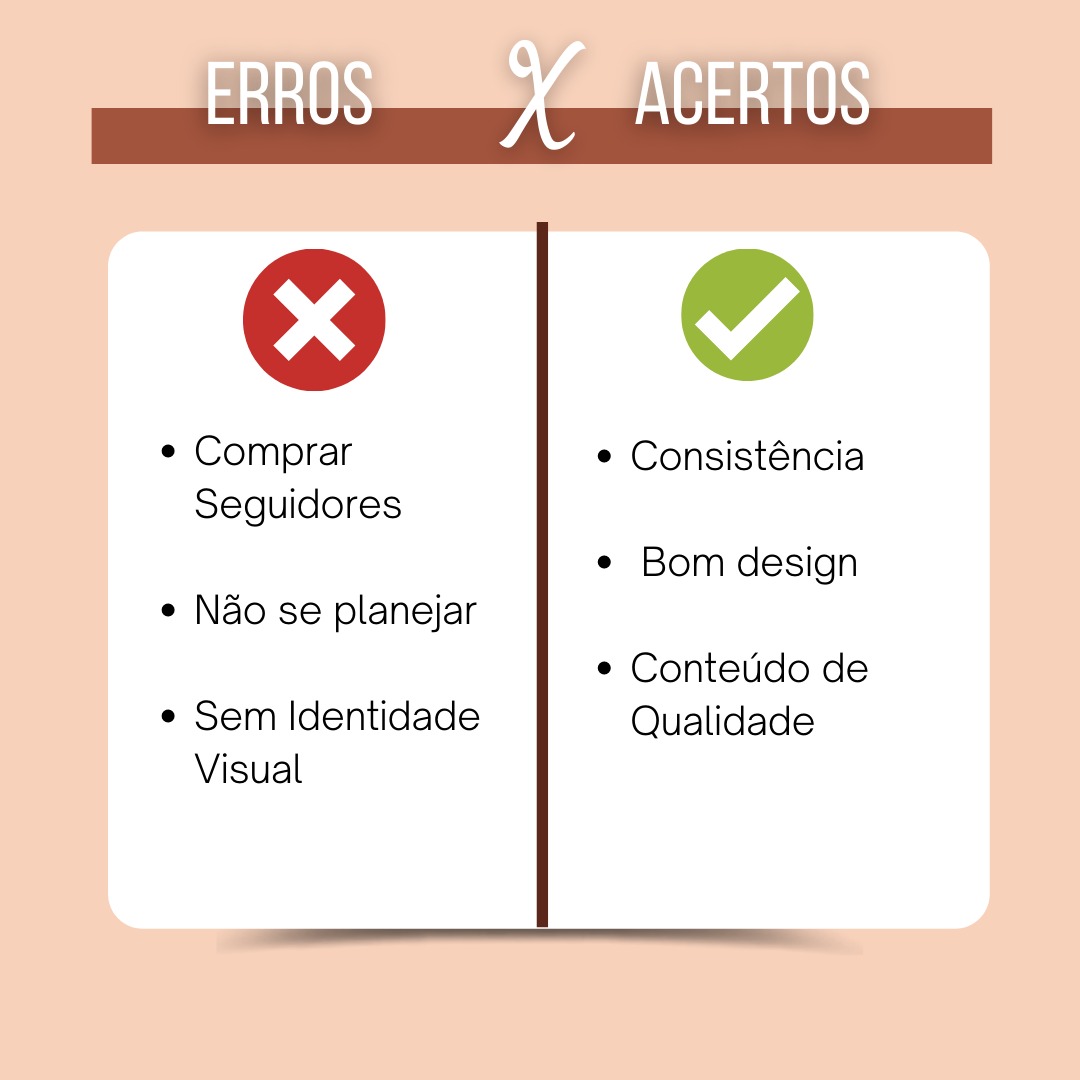 ERROS X ACERTOS
• Comprar
Seguidores
• Não se planejar
• Sem Identidade
Visual
• Consistência
• Bom design
• Conteúdo de
Qualidade